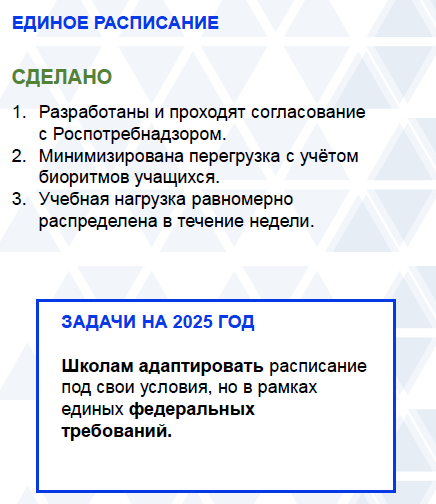 ЕДИНОЕ РАСПИСАНИЕ
СДЕЛАНО
1. Разработаны и проходят согласование
с Роспотребнадзором.
2. Минимизирована перегрузка с учётом
биоритмов учащихся.
3. Учебная нагрузка равномерно
распределена в течение недели.
ЗАДАЧИ НА 2025 ГОД
Школам адаптировать расписание
под свои условия, но в рамках
единых федеральных
требований.